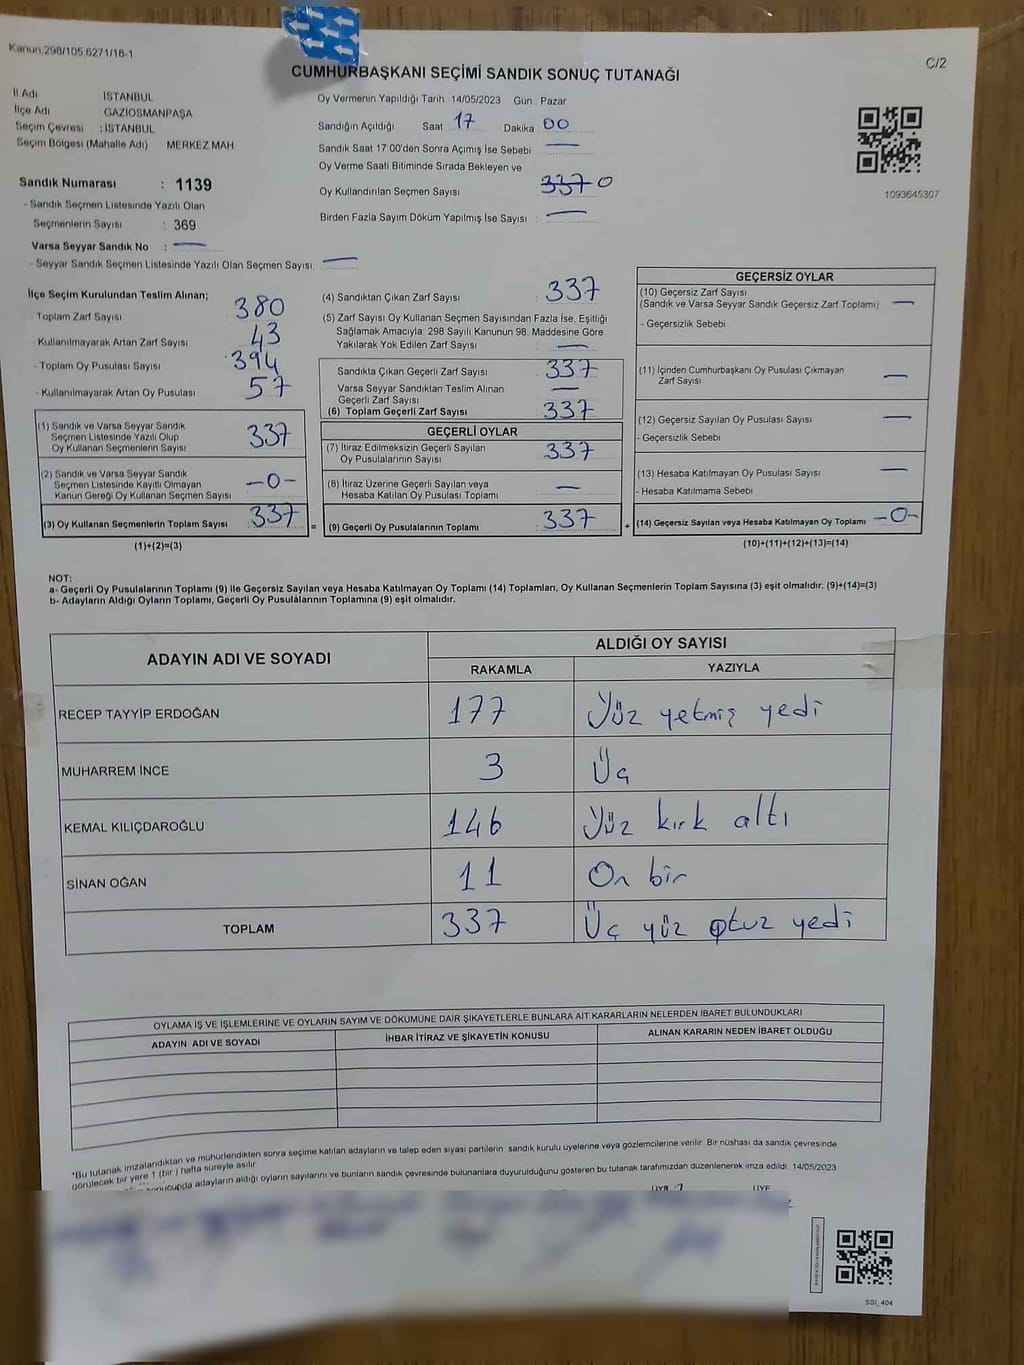 Kanun.298/105,6271/18-1
C/2
CUMHURBAŞKANI SEÇİMİ SANDIK SONUÇ TUTANAĞI
İl Adı İSTANBUL
İlçe Adı GAZİOSMANPAŞA
Seçim Çevresi : İSTANBUL
Seçim Bölgesi (Mahalle Adı) MERKEZ MAH.
Sandık Numarası : 1139
- Sandık Seçmen Listesinde Yazılı Olan
Seçmenlerin Sayısı : 369
Varsa Seyyar Sandık No : —
- Seyyar Sandık Seçmen Listesinde Yazılı Olan Seçmen Sayısı: —
Oy Vermenin Yapıldığı Tarih 14/05/2023 Gün : Pazar
Sandığın Açıldığı Saat 17 Dakika 00
Sandık Saat 17:00'den Sonra Açımış İse Sebebi —
Oy Verme Saati Bitiminde Sırada Bekleyen ve
Oy Kullandırılan Seçmen Sayısı 337 0
Birden Fazla Sayım Döküm Yapılmış İse Sayısı : —
1093645307
İlçe Seçim Kurulundan Teslim Alınan;
- Toplam Zarf Sayısı 380
- Kullanılmayarak Artan Zarf Sayısı 43
- Toplam Oy Pusulası Sayısı 394
- Kullanılmayarak Artan Oy Pusulası 57
(1) Sandık ve Varsa Seyyar Sandık
Seçmen Listesinde Yazılı Olup
Oy Kullanan Seçmenlerin Sayısı 337
(2) Sandık ve Varsa Seyyar Sandık
Seçmen Listesinde Kayıtlı Olmayan
Kanun Gereği Oy Kullanan Seçmen Sayısı -0-
(3) Oy Kullanan Seçmenlerin Toplam Sayısı 337
(1)+(2)=(3)
=
(4) Sandıktan Çıkan Zarf Sayısı : 337
(5) Zarf Sayısı Oy Kullanan Seçmen Sayısından Fazla İse, Eşitliği
Sağlamak Amacıyla, 298 Sayılı Kanunun 98. Maddesine Göre
Yakılarak Yok Edilen Zarf Sayısı : —
Sandıkla Çıkan Geçerli Zarf Sayısı 337
Varsa Seyyar Sandıktan Teslim Alınan
Geçerli Zarf Sayısı —
(6) Toplam Geçerli Zarf Sayısı 337
GEÇERLİ OYLAR
(7) İtiraz Edilmeksizin Geçerli Sayılan
Oy Pusulalarının Sayısı 337
(8) İtiraz Üzerine Geçerli Sayılan veya
Hesaba Katılan Oy Pusulası Toplamı —
(9) Geçerli Oy Pusulalarının Toplamı : 337
+
GEÇERSİZ OYLAR
(10) Geçersiz Zarf Sayısı
(Sandık ve Varsa Seyyar Sandık Geçersiz Zarf Toplamı) —
- Geçersizlik Sebebi
(11) İçinden Cumhurbaşkanı Oy Pusulası Çıkmayan
Zarf Sayısı —
(12) Geçersiz Sayılan Oy Pusulası Sayısı —
- Geçersizlik Sebebi
(13) Hesaba Katılmayan Oy Pusulası Sayısı —
- Hesaba Katılmama Sebebi
(14) Geçersiz Sayılan veya Hesaba Katılmayan Oy Toplamı -0-
(10)+(11)+(12)+(13)=(14)
NOT:
a- Geçerli Oy Pusulalarının Toplamı (9) ile Geçersiz Sayılan veya Hesaba Katılmayan Oy Toplamı (14) Toplamları, Oy Kullanan Seçmenlerin Toplam Sayısına (3) eşit olmalıdır. (9)+(14)=(3)
b- Adayların Aldığı Oyların Toplamı, Geçerli Oy Pusulalarının Toplamına (9) eşit olmalıdır.
ADAYIN ADI VE SOYADI
ALDIĞI OY SAYISI
RAKAMLA YAZIYLA
RECEP TAYYİP ERDOĞAN 177 Yüz yetmiş yedi
MUHARREM İNCE 3 Üç
KEMAL KILIÇDAROĞLU 146 Yüz kırk altı
SİNAN OĞAN 11 On bir
TOPLAM 337 Üç yüz otuz yedi
OYLAMA İŞ VE İŞLEMLERİNE VE OYLARIN SAYIM VE DÖKÜMÜNE DAİR ŞİKAYETLERLE BUNLARA AİT KARARLARIN NELERDEN İBARET BULUNDUKLARI
ADAYIN ADI VE SOYADI İHBAR İTİRAZ VE ŞİKAYETİN KONUSU ALINAN KARARIN NEDEN İBARET OLDUĞU
*Bu tutanak imzalandıktan ve mühürlendikten sonra seçime katılan adayların ve talep eden siyasi partilerin sandık kurulu üyelerine veya gözlemcilerine verilir. Bir nüshası da sandık çevresinde
görülecek bir yere 1 (bir) hafta süreyle asılır
adayların aldığı oyların sayılarını ve bunların sandık çevresinde bulunanlara duyurulduğunu gösteren bu tutanak tarafımızdan düzenlenerek imza edildi. 14/05/2023
ÜYE
SSİ_404